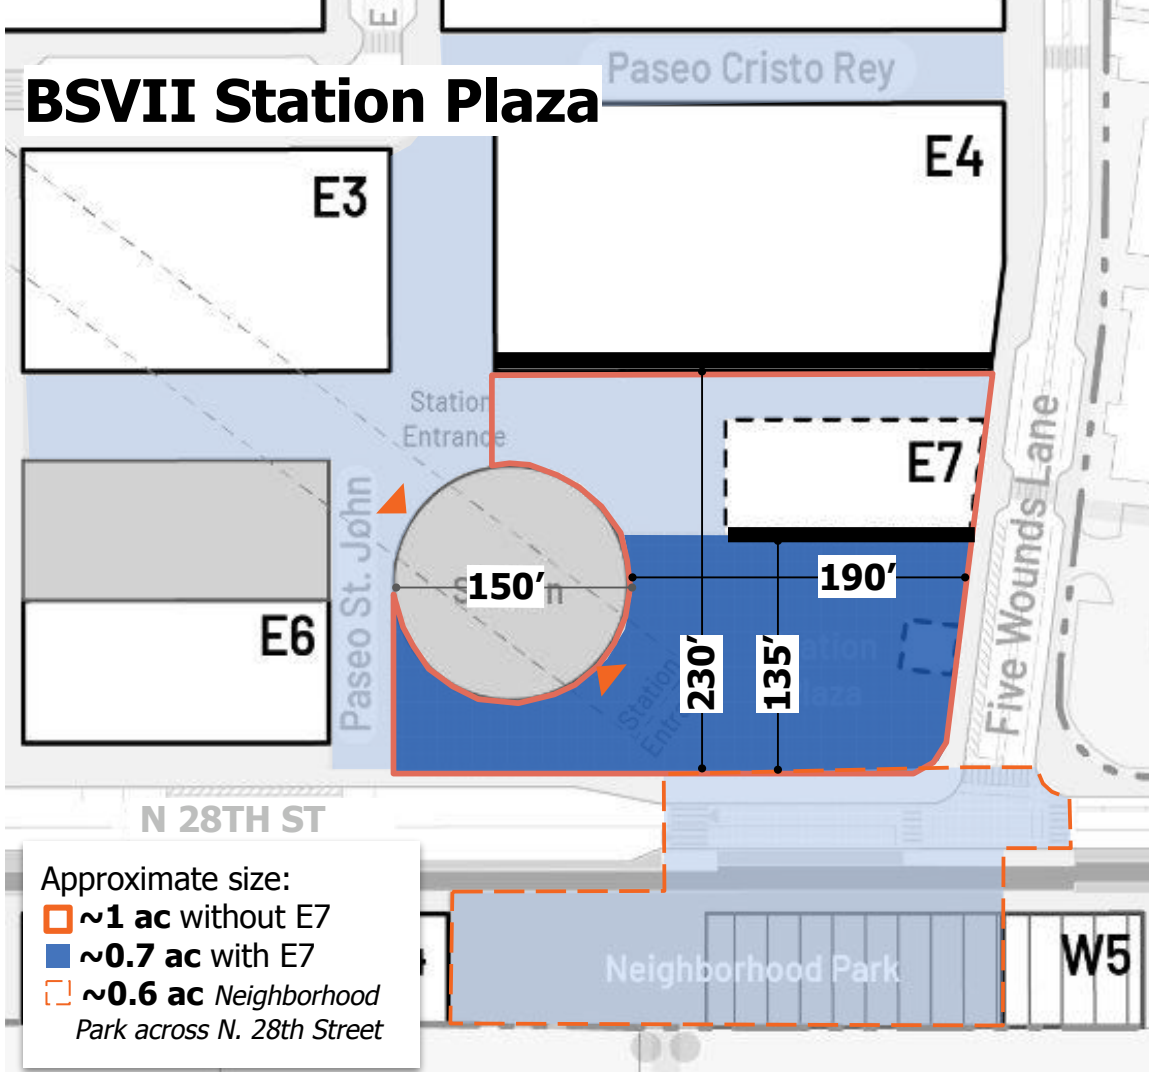 E
Paseo Cristo Rey
BSVII Station Plaza
E4
E3
Station
Entrance
E7
Paseo St. John
150’
190’
Five Wounds Lane
E6
230’
135’
Station
N 28TH ST
Approximate size:
~1 ac without E7
~0.7 ac with E7
~0.6 ac Neighborhood
Park across N. 28th Street
Neighborhood Park
W5